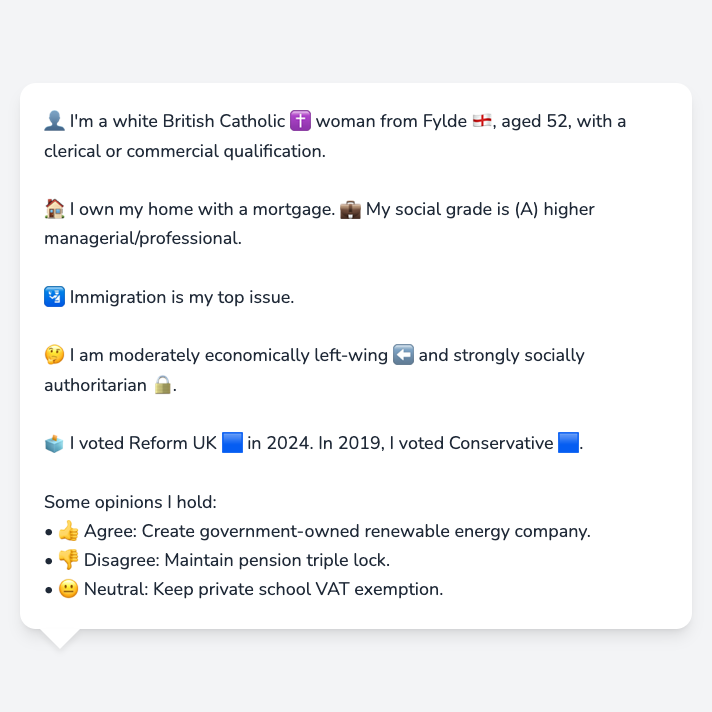 👤 I'm a white British Catholic ✝️ woman from Fylde 🏴󠁧󠁢󠁥󠁮󠁧󠁿, aged 52, with a
clerical or commercial qualification.
🏠 I own my home with a mortgage. 💼 My social grade is (A) higher
managerial/professional.
🛂 Immigration is my top issue.
🤔 I am moderately economically left-wing ⬅️ and strongly socially
authoritarian 🔒.
🗳️ I voted Reform UK 🟦 in 2024. In 2019, I voted Conservative 🟦.
Some opinions I hold:
• 👍 Agree: Create government-owned renewable energy company.
• 👎 Disagree: Maintain pension triple lock.
• 😐 Neutral: Keep private school VAT exemption.